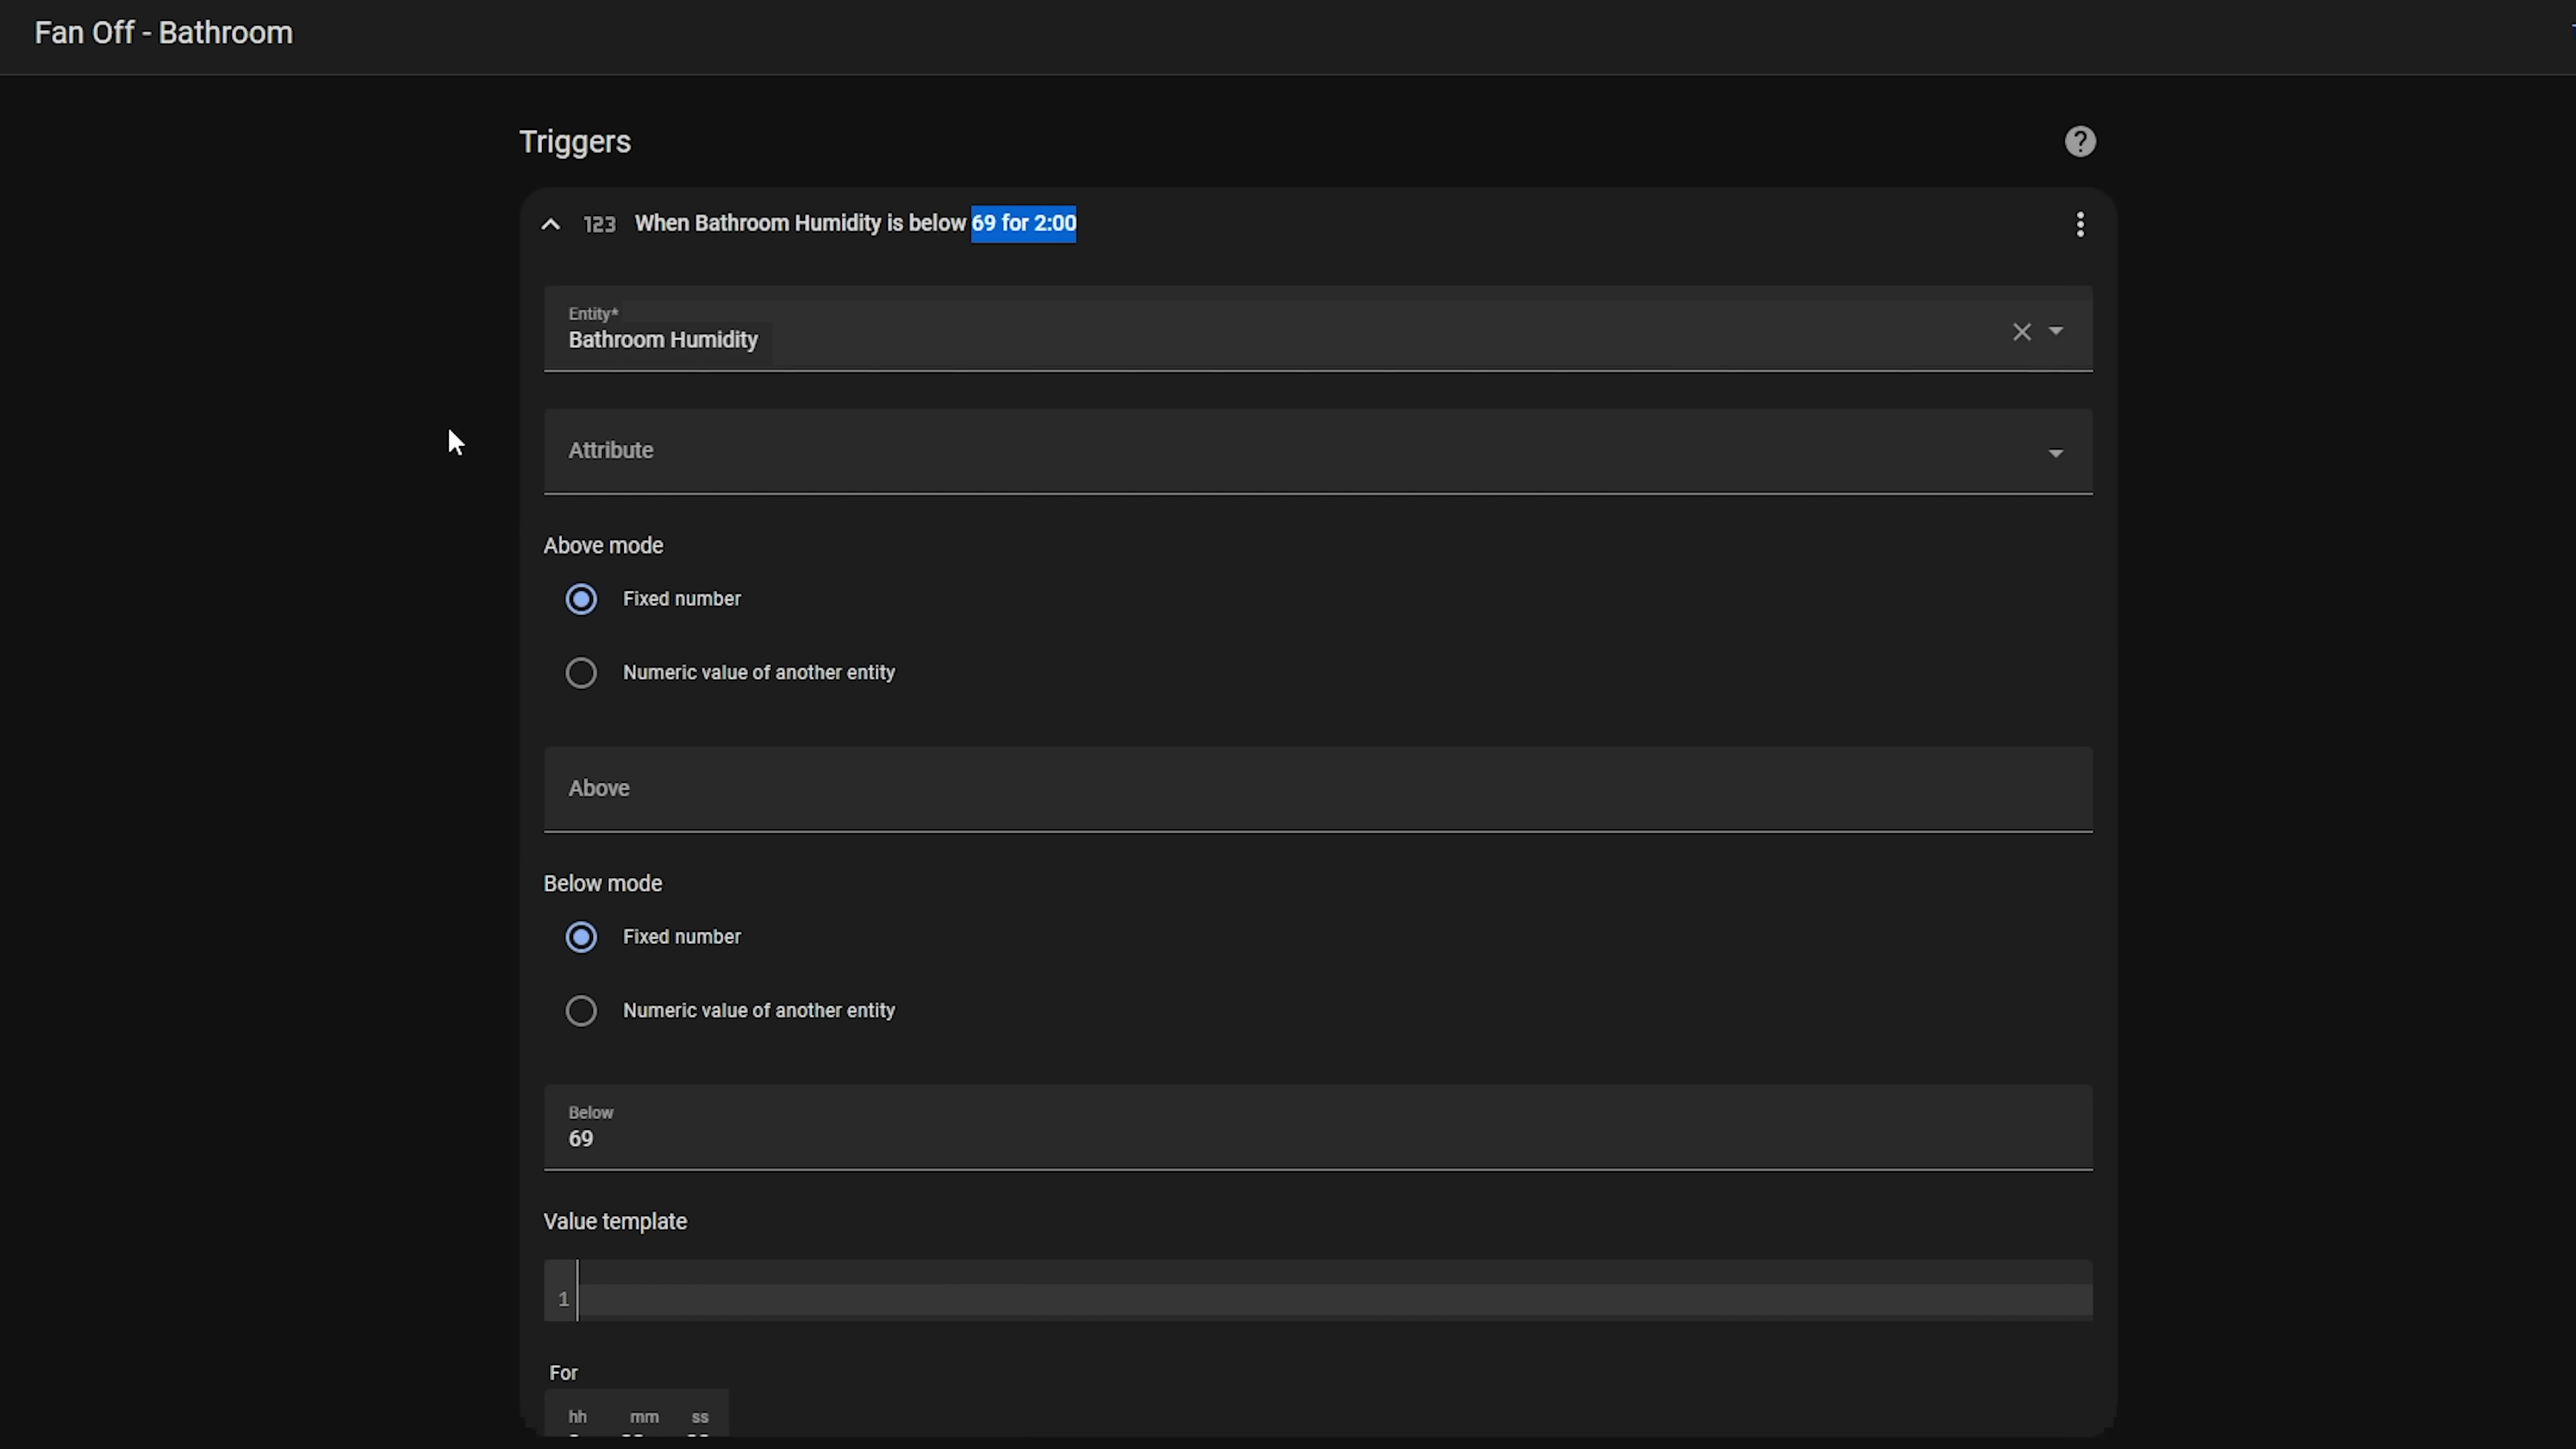 Fan Off - Bathroom
Triggers
123 When Bathroom Humidity is below 69 for 2:00
Entity*
Bathroom Humidity
Attribute
Above mode
Fixed number
Numeric value of another entity
Above
Below mode
Fixed number
Numeric value of another entity
Below
69
Value template
1
For
hh mm ss